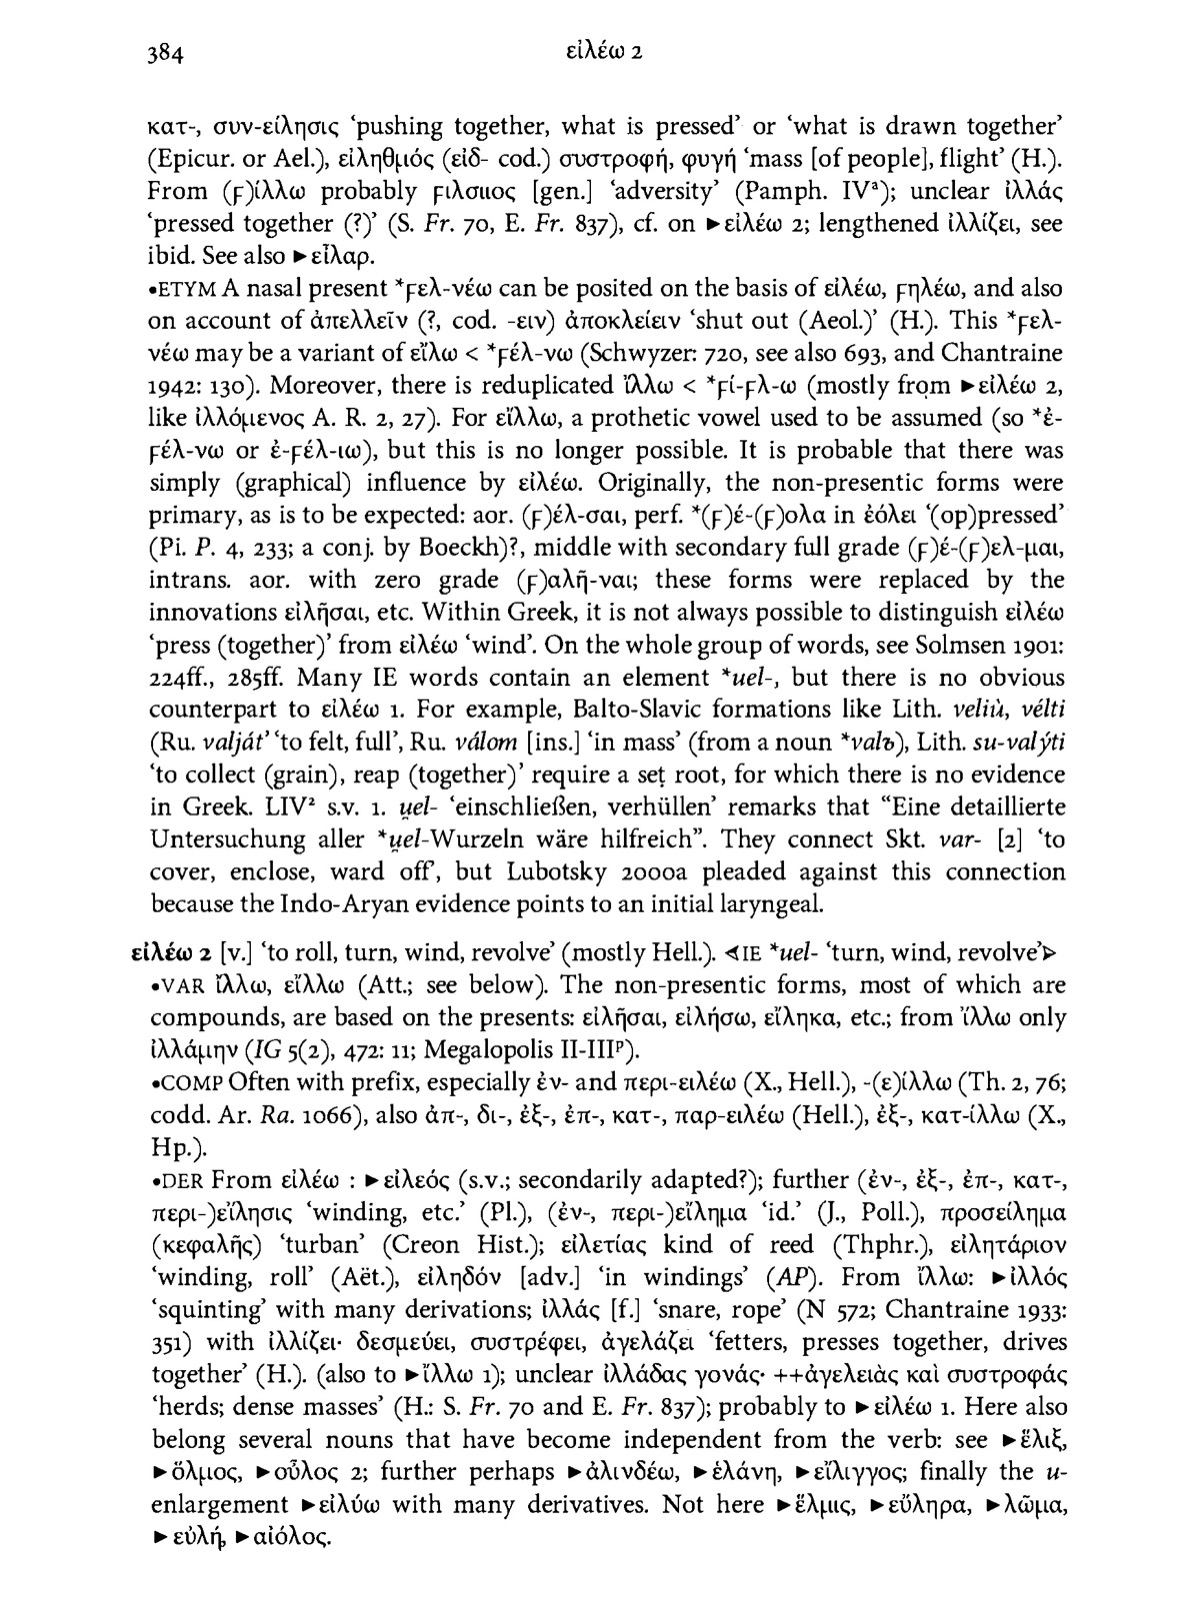 384 εἰλέω 2
κατ-, συν-είλησις ‘pushing together, what is pressed’ or ‘what is drawn together’
(Epicur. or Ael.), εἰληθμιός (εἰδ- cod.) συστροφή, φυγή ‘mass [of people], flight’ (H.).
From (ϝ)ίλλω probably ϝιλσιιος [gen.] ‘adversity’ (Pamph. IVᵃ); unclear ἰλλάς
‘pressed together (?)’ (S. Fr. 70, E. Fr. 837), cf. on ►εἰλέω 2; lengthened ἰλλίζει, see
ibid. See also ►εἶλαρ.
•ETYM A nasal present *ϝελ-νέω can be posited on the basis of εἰλέω, ϝηλέω, and also
on account of ἀπελλεῖν (?, cod. -ειν) ἀποκλείειν ‘shut out (Aeol.)’ (H.). This *ϝελ-
νέω may be a variant of εἴλω < *ϝέλ-νω (Schwyzer: 720, see also 693, and Chantraine
1942: 130). Moreover, there is reduplicated ἴλλω < *ϝί-ϝλ-ω (mostly from ►εἰλέω 2,
like ἰλλόμενος A. R. 2, 27). For εἴλλω, a prothetic vowel used to be assumed (so *ἐ-
ϝέλ-νω or ἐ-ϝέλ-ιω), but this is no longer possible. It is probable that there was
simply (graphical) influence by εἰλέω. Originally, the non-presentic forms were
primary, as is to be expected: aor. (ϝ)έλ-σαι, perf. *(ϝ)έ-(ϝ)ολα in ἐόλει ‘(op)pressed’
(Pi. P. 4, 233; a conj. by Boeckh)?, middle with secondary full grade (ϝ)έ-(ϝ)ελ-μαι,
intrans. aor. with zero grade (ϝ)αλῆ-ναι; these forms were replaced by the
innovations εἰλῆσαι, etc. Within Greek, it is not always possible to distinguish εἰλέω
‘press (together)’ from εἰλέω ‘wind’. On the whole group of words, see Solmsen 1901:
224ff., 285ff. Many IE words contain an element *uel-, but there is no obvious
counterpart to εἰλέω 1. For example, Balto-Slavic formations like Lith. veliù, vélti
(Ru. valját’ ‘to felt, full’, Ru. válom [ins.] ‘in mass’ (from a noun *valъ), Lith. su-valýti
‘to collect (grain), reap (together)’ require a seṭ root, for which there is no evidence
in Greek. LIV² s.v. 1. u̯el- ‘einschließen, verhüllen’ remarks that “Eine detaillierte
Untersuchung aller *u̯el-Wurzeln wäre hilfreich”. They connect Skt. var- [2] ‘to
cover, enclose, ward off’, but Lubotsky 2000a pleaded against this connection
because the Indo-Aryan evidence points to an initial laryngeal.
εἰλέω 2 [v.] ‘to roll, turn, wind, revolve’ (mostly Hell.). ⊲IE *uel- ‘turn, wind, revolve’⊳
•VAR ἴλλω, εἴλλω (Att.; see below). The non-presentic forms, most of which are
compounds, are based on the presents: εἰλῆσαι, εἰλήσω, εἴληκα, etc.; from ἴλλω only
ἰλλάμην (IG 5(2), 472: 11; Megalopolis II-IIIᵖ).
•COMP Often with prefix, especially ἐν- and περι-ειλέω (X., Hell.), -(ε)ίλλω (Th. 2, 76;
codd. Ar. Ra. 1066), also ἀπ-, δι-, ἐξ-, ἐπ-, κατ-, παρ-ειλέω (Hell.), ἐξ-, κατ-ίλλω (X.,
Hp.).
•DER From εἰλέω : ►εἰλεός (s.v.; secondarily adapted?); further (ἐν-, ἐξ-, ἐπ-, κατ-,
περι-)εἴλησις ‘winding, etc.’ (Pl.), (ἐν-, περι-)εἴλημα ‘id.’ (J., Poll.), προσείλημα
(κεφαλῆς) ‘turban’ (Creon Hist.); εἰλετίας kind of reed (Thphr.), εἰλητάριον
‘winding, roll’ (Aët.), εἰληδόν [adv.] ‘in windings’ (AP). From ἴλλω: ►ἰλλός
‘squinting’ with many derivations; ἰλλάς [f.] ‘snare, rope’ (N 572; Chantraine 1933:
351) with ἰλλίζει· δεσμεύει, συστρέφει, ἀγελάζει ‘fetters, presses together, drives
together’ (H.). (also to ►ἴλλω 1); unclear ἰλλάδας γονάς· ++ἀγελειὰς καὶ συστροφάς
‘herds; dense masses’ (H.: S. Fr. 70 and E. Fr. 837); probably to ►εἰλέω 1. Here also
belong several nouns that have become independent from the verb: see ►ἕλιξ,
►ὅλμος, ►οὖλος 2; further perhaps ►ἀλινδέω, ►ἑλάνη, ►εἴλιγγος; finally the u-
enlargement ►εἰλύω with many derivatives. Not here ►ἕλμις, ►εὔληρα, ►λῶμα,
►εὐλή, ►αἰόλος.